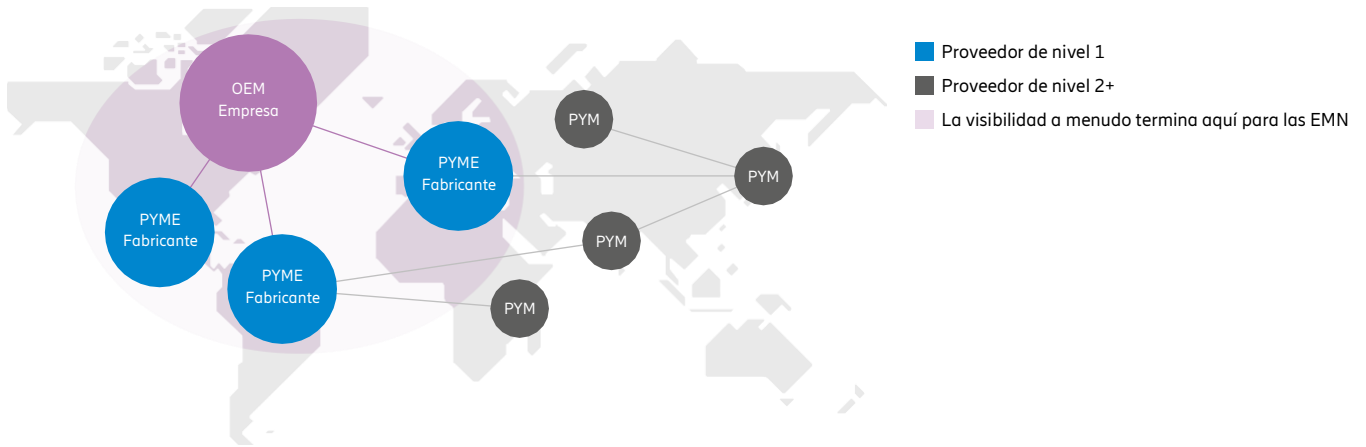 OEM
Empresa
PYME
Fabricante
PYME
Fabricante
PYME
Fabricante
PYM
PYM
PYM
PYM
Proveedor de nivel 1
Proveedor de nivel 2+
La visibilidad a menudo termina aquí para las EMN